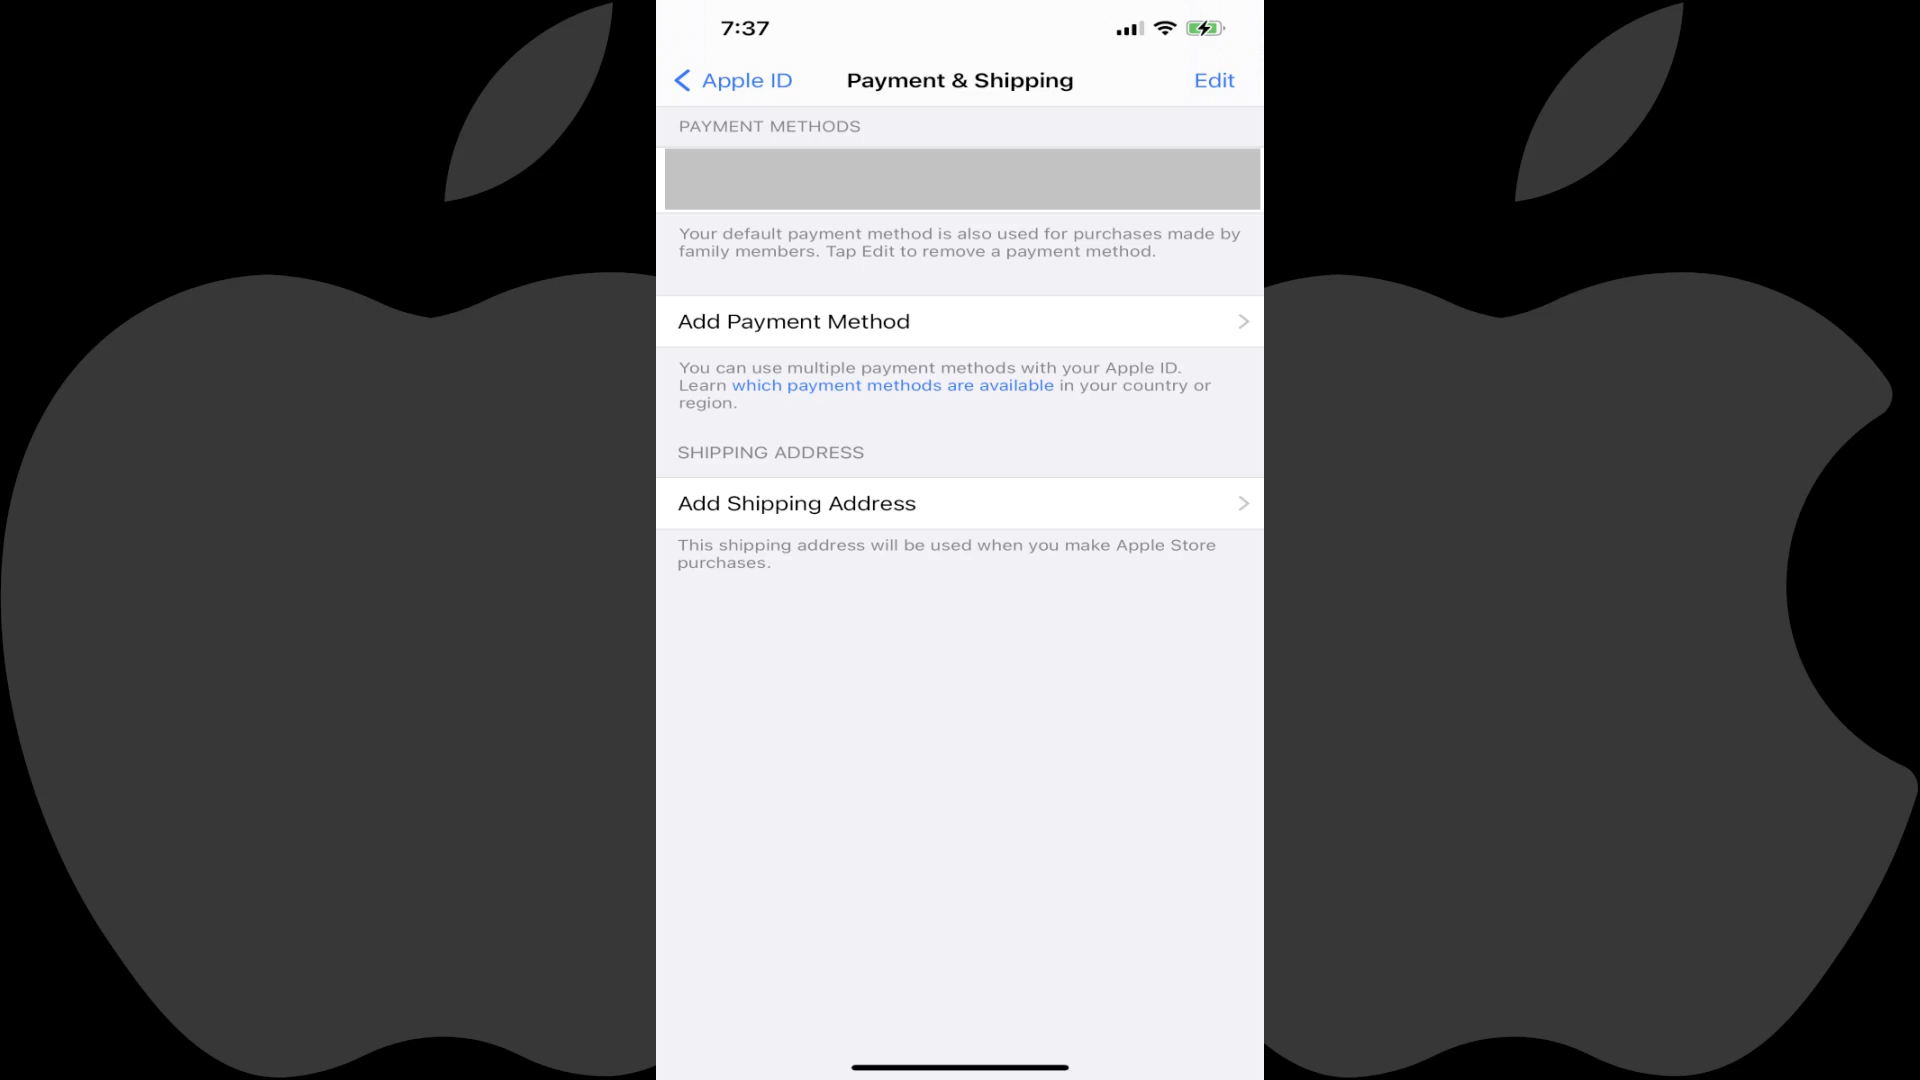 7:37
Apple ID
Payment & Shipping
Edit
PAYMENT METHODS
Your default payment method is also used for purchases made by
family members. Tap Edit to remove a payment method.
Add Payment Method
You can use multiple payment methods with your Apple ID.
Learn which payment methods are available in your country or
region.
SHIPPING ADDRESS
Add Shipping Address
This shipping address will be used when you make Apple Store
purchases.